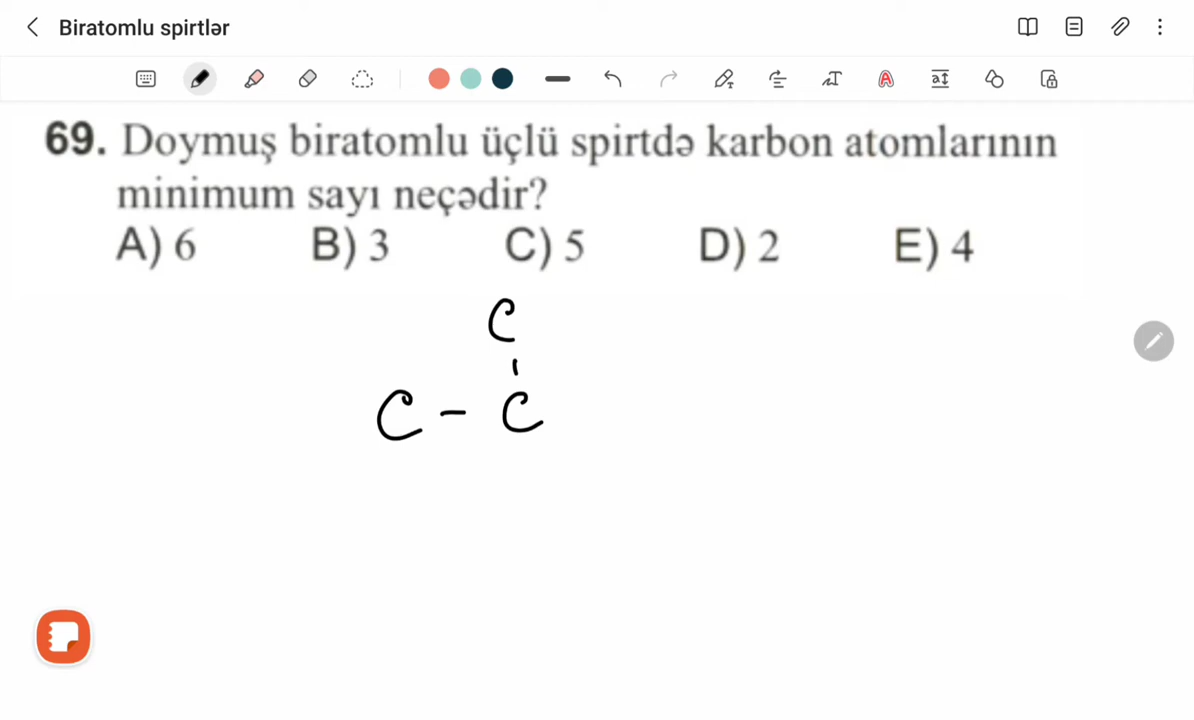 Biratomlu spirtlər
69. Doymuş biratomlu üçlü spirtdə karbon atomlarının
minimum sayı neçədir?
A) 6 B) 3 C) 5 D) 2 E) 4
C
C - C